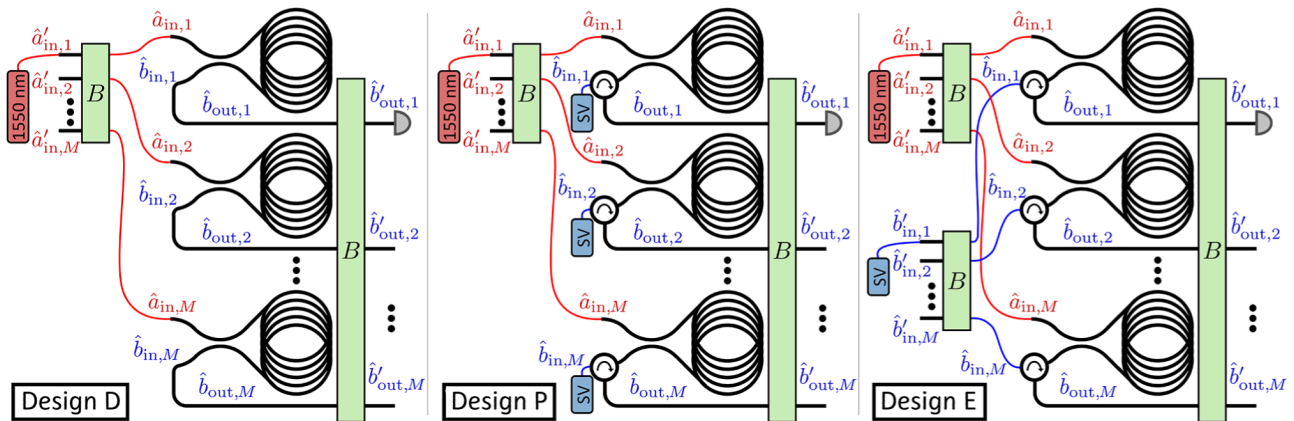 â′in,1
â′in,2
â′in,M
1550 nm
B
âin,1
b̂in,1
b̂out,1
âin,2
b̂in,2
b̂out,2
âin,M
b̂in,M
b̂out,M
B
b̂′out,1
b̂′out,2
b̂′out,M
Design D
â′in,1
â′in,2
â′in,M
1550 nm
B
âin,1
b̂in,1
SV
b̂out,1
âin,2
b̂in,2
SV
b̂out,2
âin,M
b̂in,M
SV
b̂out,M
B
b̂′out,1
b̂′out,2
b̂′out,M
Design P
â′in,1
â′in,2
â′in,M
1550 nm
B
âin,1
b̂in,1
b̂out,1
âin,2
b̂in,2
b̂out,2
b̂′in,1
b̂′in,2
b̂′in,M
SV
B
âin,M
b̂in,M
b̂out,M
B
b̂′out,1
b̂′out,2
b̂′out,M
Design E